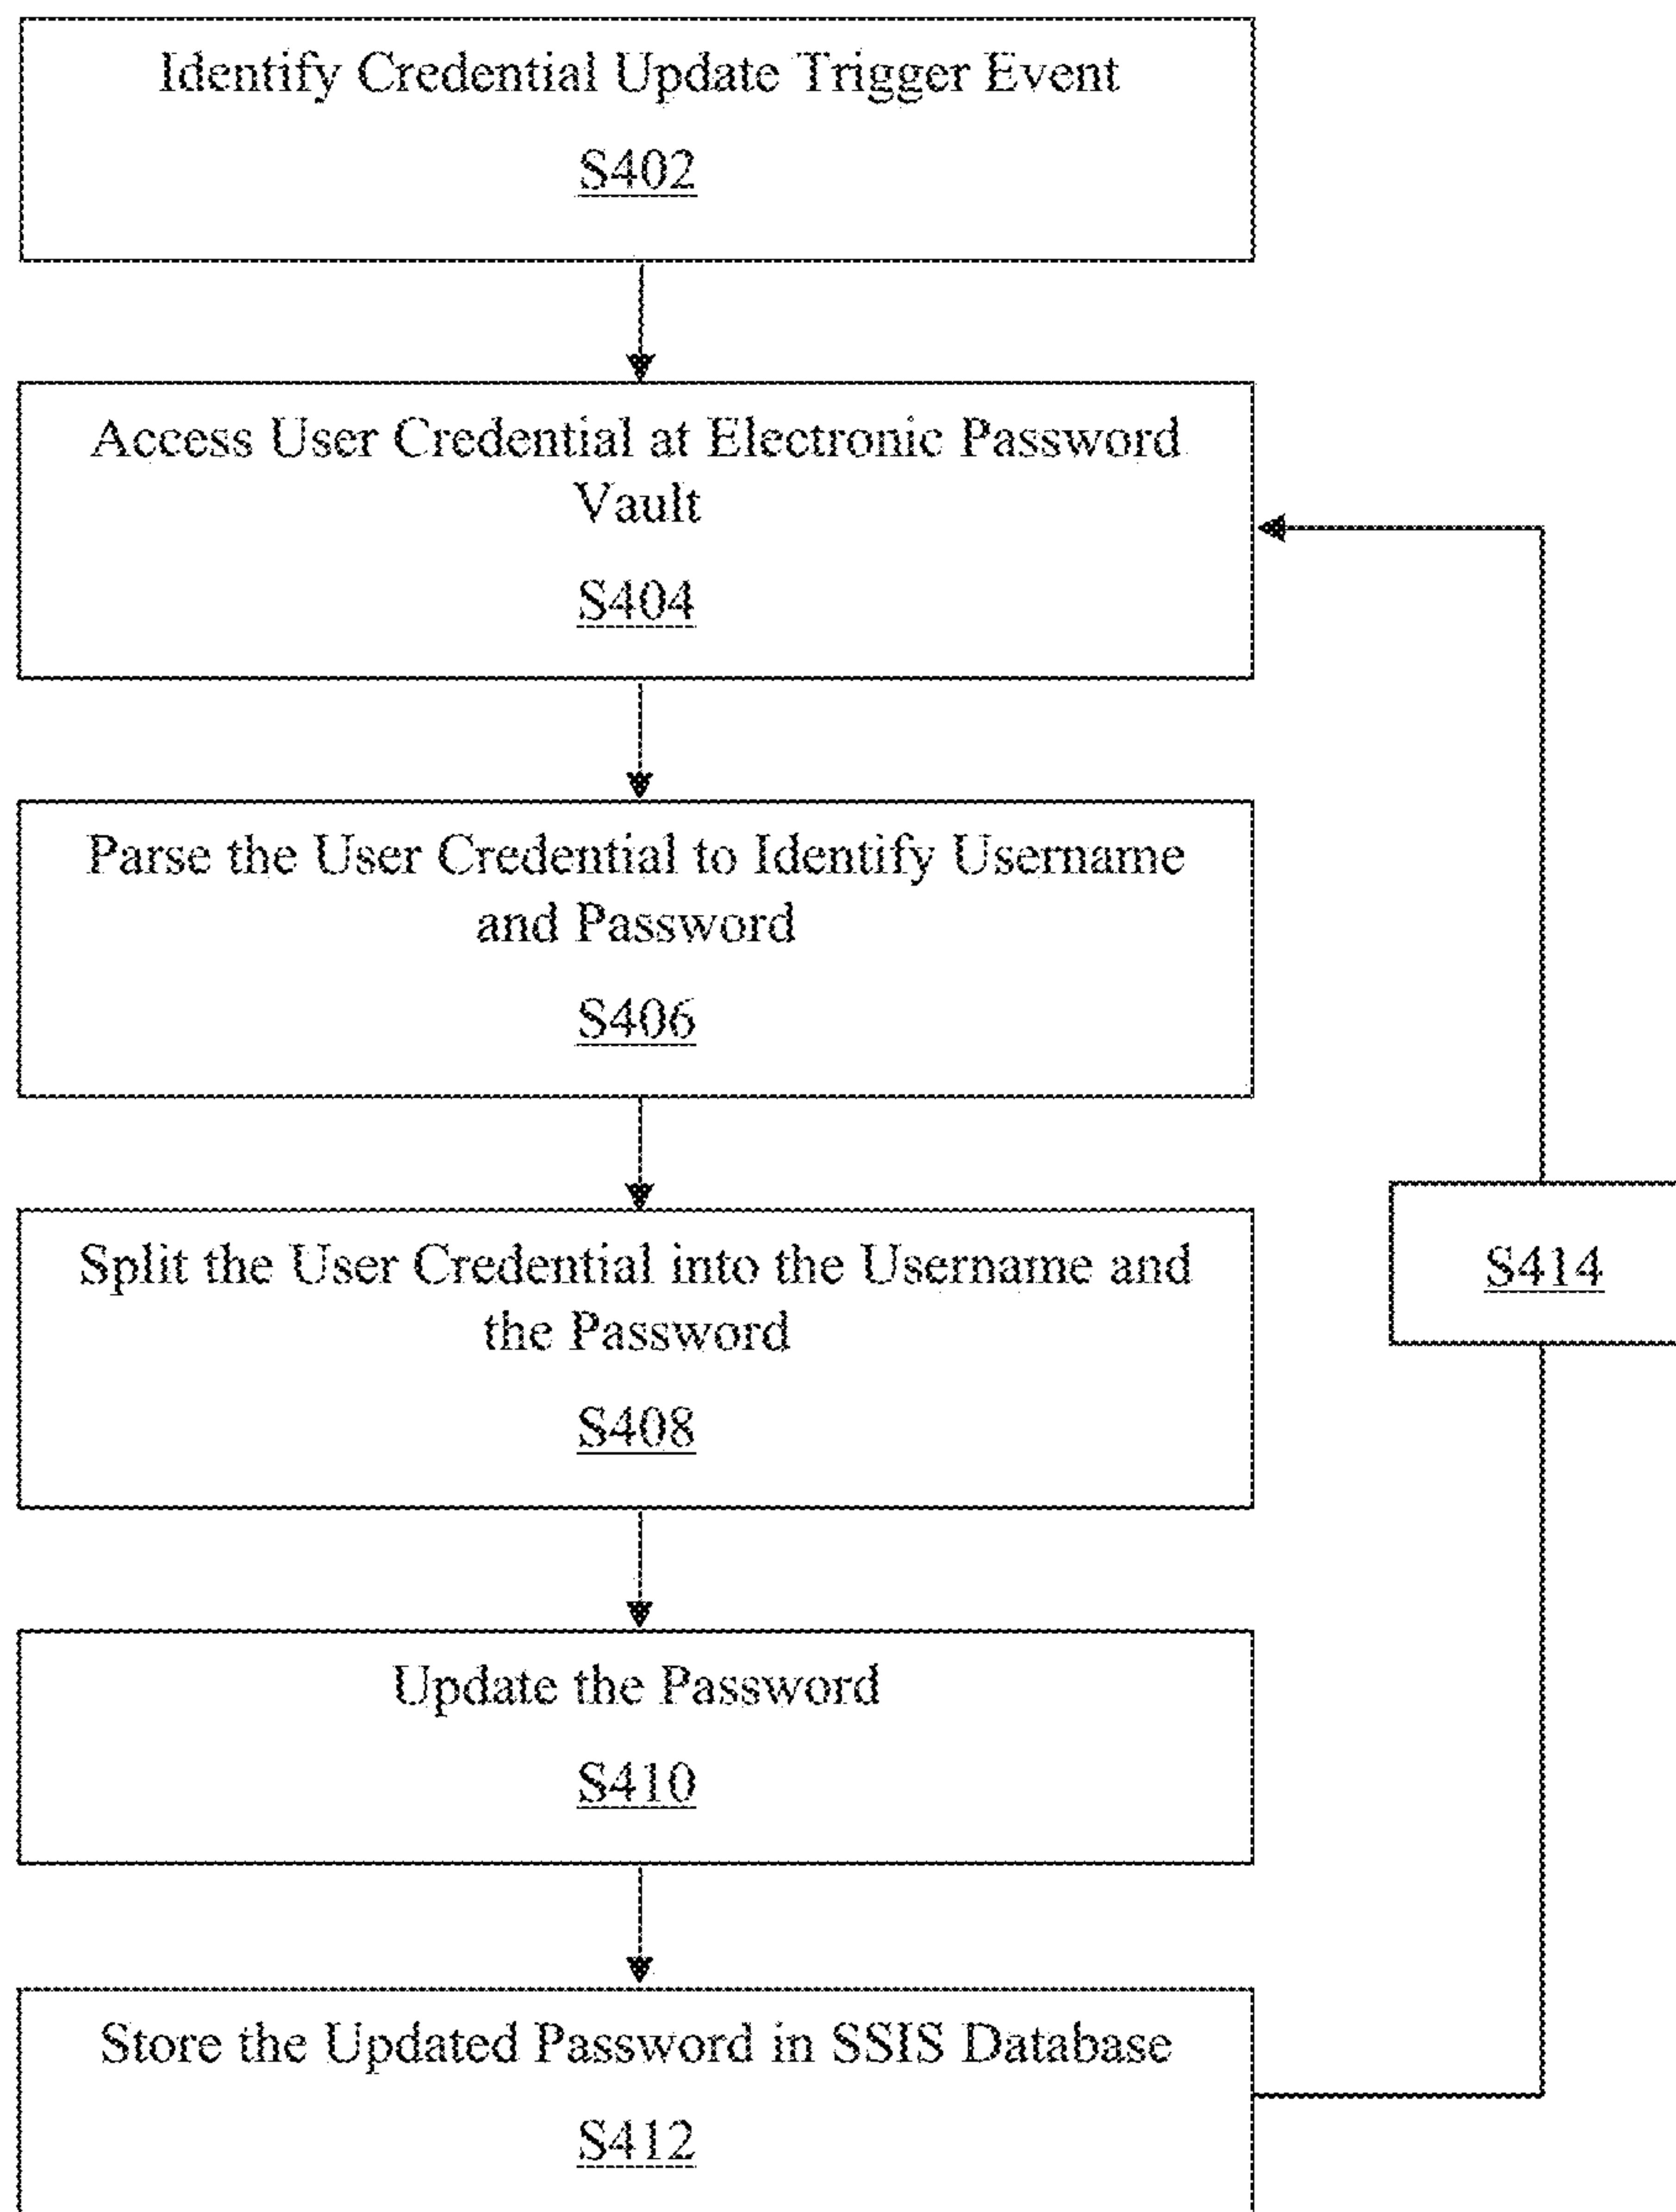 Identify Credential Update Trigger Event
S402
Access User Credential at Electronic Password
Vault
S404
Parse the User Credential to Identify Username
and Password
S406
Split the User Credential into the Username and
the Password
S408
S414
Update the Password
S410
Store the Updated Password in SSIS Database
S412